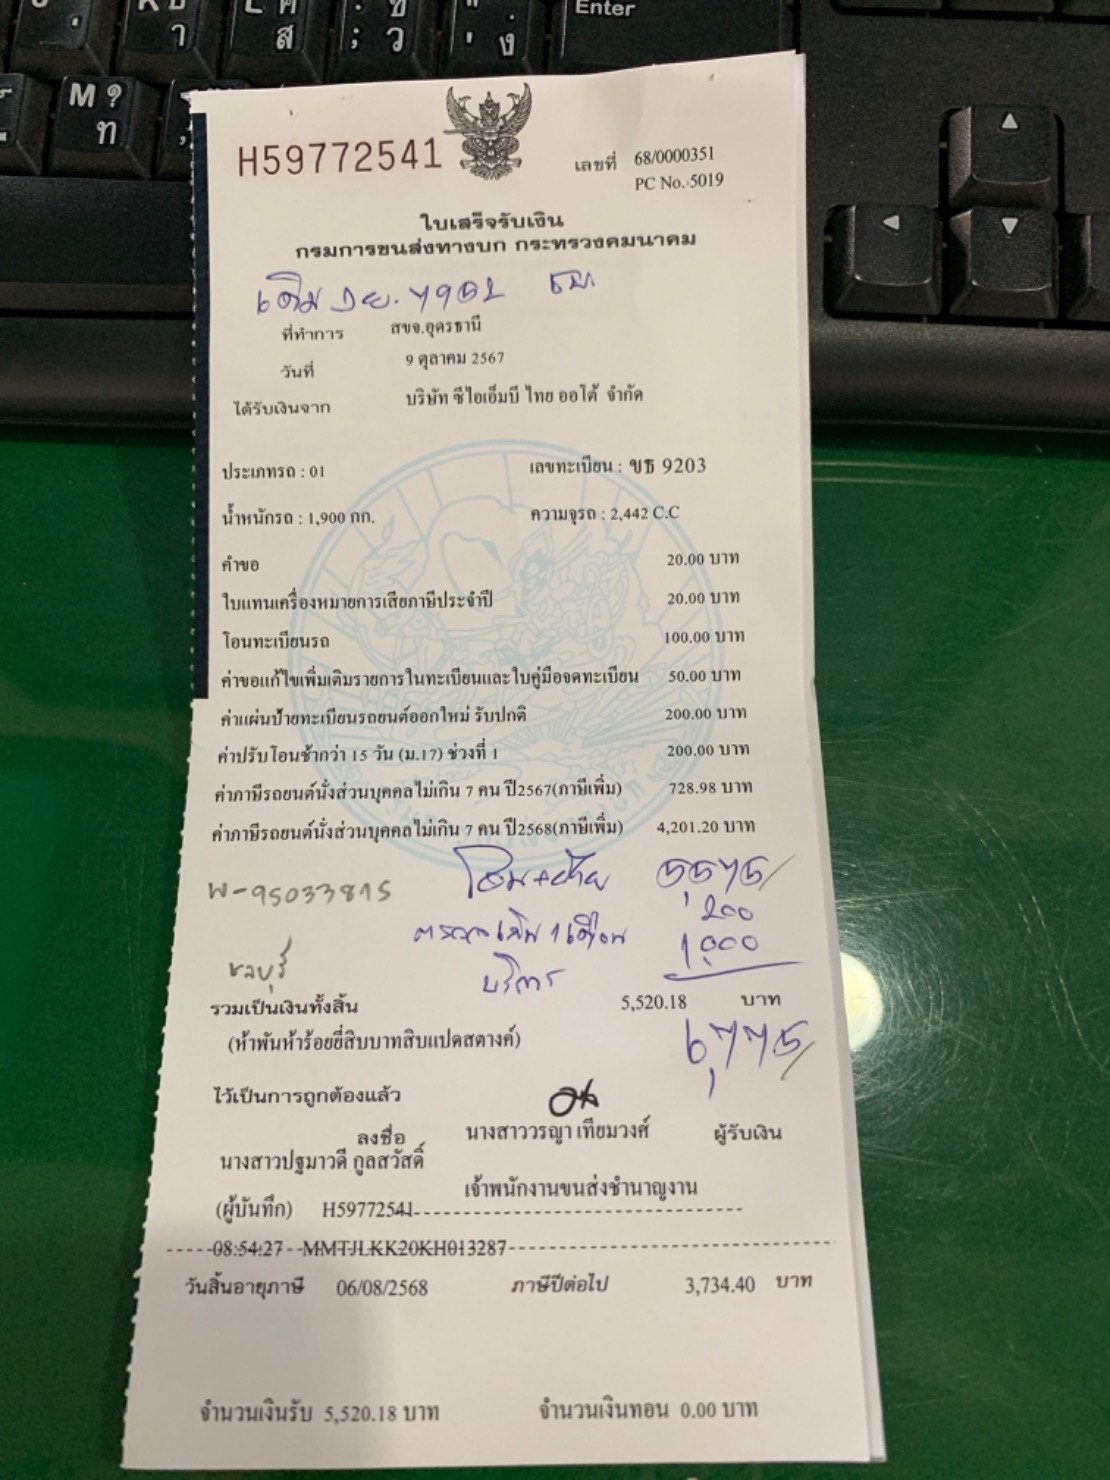 H59772541
เลขที่ 68/0000351
PC No. 5019
ใบเสร็จรับเงิน
กรมการขนส่งทางบก กระทรวงคมนาคม
เดิม 7952
ที่ทำการ สขจ.อุดรธานี
วันที่ 9 ตุลาคม 2567
ได้รับเงินจาก บริษัท ซีไอเอ็มบี ไทย ออโต้ จำกัด
ประเภทรถ : 01 เลขทะเบียน : ขธ 9203
น้ำหนักรถ : 1,900 กก. ความจุรถ : 2,442 C.C
คำขอ 20.00 บาท
ใบแทนเครื่องหมายการเสียภาษีประจำปี 20.00 บาท
โอนทะเบียนรถ 100.00 บาท
ค่าขอแก้ไขเพิ่มเติมรายการในทะเบียนและใบคู่มือจดทะเบียน 50.00 บาท
ค่าแผ่นป้ายทะเบียนรถยนต์ออกใหม่ รับปกติ 200.00 บาท
ค่าปรับโอนช้ากว่า 15 วัน (ม.17) ช่วงที่ 1 200.00 บาท
ค่าภาษีรถยนต์นั่งส่วนบุคคลไม่เกิน 7 คน ปี2567(ภาษีเพิ่ม) 728.98 บาท
ค่าภาษีรถยนต์นั่งส่วนบุคคลไม่เกิน 7 คน ปี2568(ภาษีเพิ่ม) 4,201.20 บาท
W-95033815 โอน+ย้าย 5,575/
200
ตรวจ 1 เดือน 1,000
ชลบุรี บริการ
รวมเป็นเงินทั้งสิ้น 5,520.18 บาท
(ห้าพันห้าร้อยยี่สิบบาทสิบแปดสตางค์) 6,775/
ไว้เป็นการถูกต้องแล้ว
ลงชื่อ นางสาววรญา เทียมวงศ์ ผู้รับเงิน
นางสาวปฐมาวดี กูลสวัสดิ์
เจ้าพนักงานขนส่งชำนาญงาน
(ผู้บันทึก) H59772541
08:54:27 MMTJLKK20KH013287
วันสิ้นอายุภาษี 06/08/2568 ภาษีปีต่อไป 3,734.40 บาท
จำนวนเงินรับ 5,520.18 บาท จำนวนเงินทอน 0.00 บาท